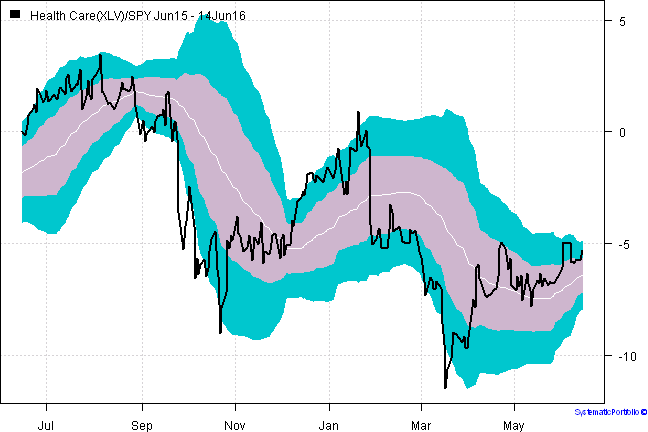 Health Care(XLV)/SPY Jun15 - 14Jun16
5
0
-5
-10
Jul Sep Nov Jan Mar May
SystematicPortfolio ©